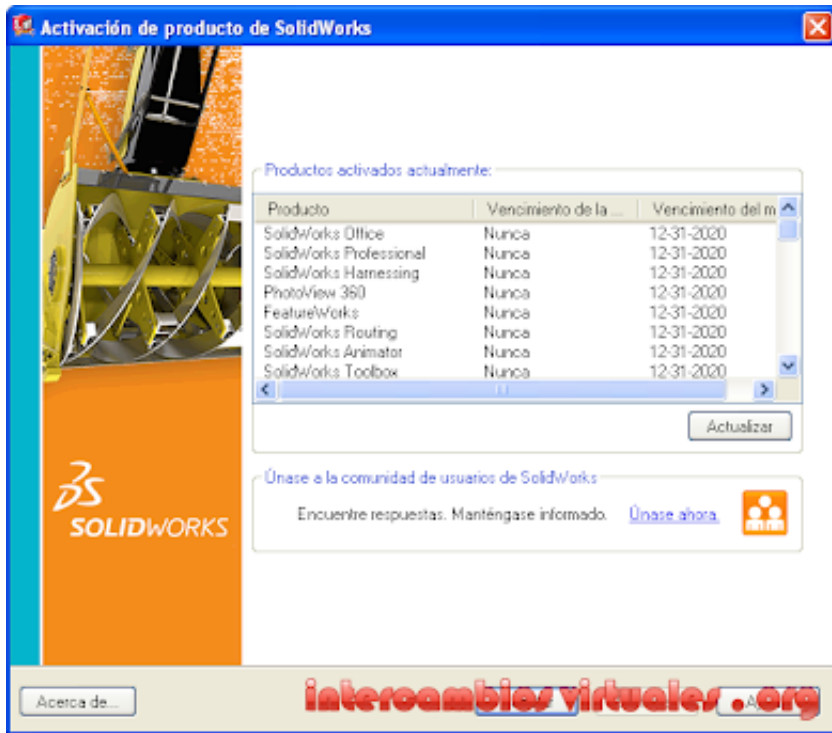 Activación de producto de SolidWorks
Productos activados actualmente:
Producto Vencimiento de la ... Vencimiento del m
SolidWorks Office Nunca 12-31-2020
SolidWorks Professional Nunca 12-31-2020
SolidWorks Harnessing Nunca 12-31-2020
PhotoView 360 Nunca 12-31-2020
FeatureWorks Nunca 12-31-2020
SolidWorks Routing Nunca 12-31-2020
SolidWorks Animator Nunca 12-31-2020
SolidWorks Toolbox Nunca 12-31-2020
Actualizar
Únase a la comunidad de usuarios de SolidWorks
Encuentre respuestas. Manténgase informado. Únase ahora.
SOLIDWORKS
Acerca de...
intercambios virtuales . org